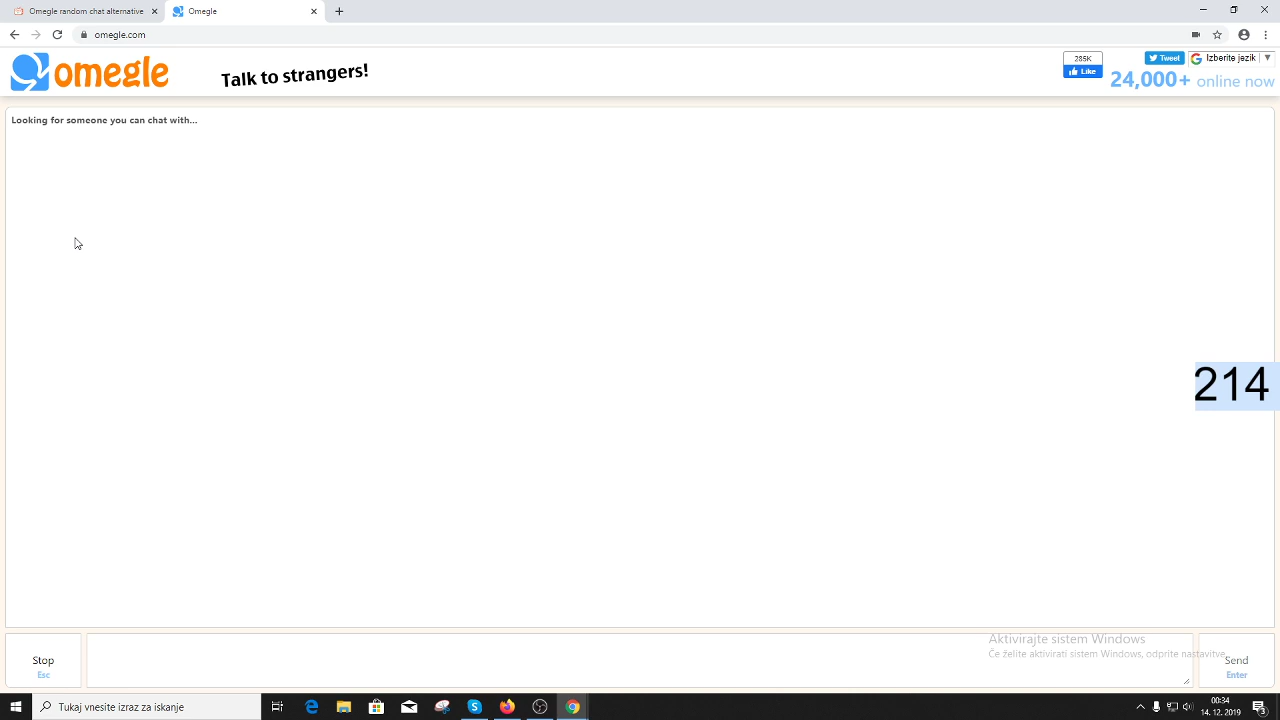 Omegle random chat alternative
Omegle
omegle.com
omegle
Talk to strangers!
285K
Like
Tweet
Izberite jezik
24,000+ online now
Looking for someone you can chat with...
214
Stop
Esc
Aktivirajte sistem Windows
Če želite aktivirati sistem Windows, odprite nastavitve.
Send
Enter
Tukaj vnesite izraz za iskanje
00:34
14. 12. 2019